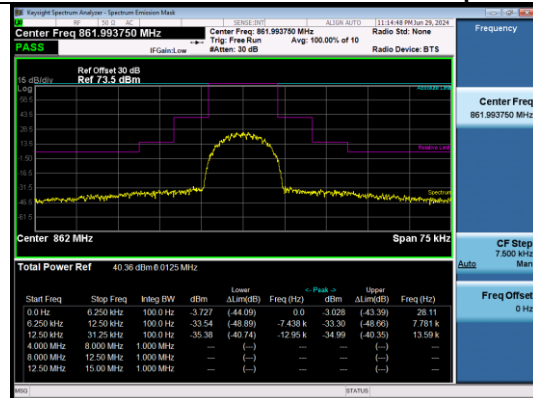 Keysight Spectrum Analyzer - Spectrum Emission Mask
RF 50 Ω AC SENSE:INT ALIGN AUTO 11:14:48 PM Jun 29, 2024
Center Freq 861.993750 MHz Center Freq: 861.993750 MHz Radio Std: None Frequency
Trig: Free Run Avg: 100.00% of 10
PASS IFGain:Low #Atten: 30 dB Radio Device: BTS
Ref Offset 30 dB
15 dB/div Ref 73.5 dBm
Log
Absolute Limit
58.5
43.5
28.5
13.5
Relative Limit
-1.50
-16.5
-31.5
Spectrum
-46.5
-61.5
Center 862 MHz Span 75 kHz
Center Freq
861.993750 MHz
CF Step
7.500 kHz
Auto Man
Freq Offset
0 Hz
Total Power Ref 40.36 dBm / 0.0125 MHz
Lower <- Peak -> Upper
Start Freq Stop Freq Integ BW dBm ΔLim(dB) Freq (Hz) dBm ΔLim(dB) Freq (Hz)
0.0 Hz 6.250 kHz 100.0 Hz -3.727 (-44.09) 0.0 -3.028 (-43.39) 28.11
6.250 kHz 12.50 kHz 100.0 Hz -33.54 (-48.89) -7.438 k -33.30 (-48.66) 7.781 k
12.50 kHz 31.25 kHz 100.0 Hz -35.38 (-40.74) -12.95 k -34.99 (-40.35) 13.59 k
4.000 MHz 8.000 MHz 1.000 MHz --- (---) --- (---)
8.000 MHz 12.50 MHz 1.000 MHz --- (---) --- (---)
12.50 MHz 15.00 MHz 1.000 MHz --- (---) --- (---)
MSG STATUS